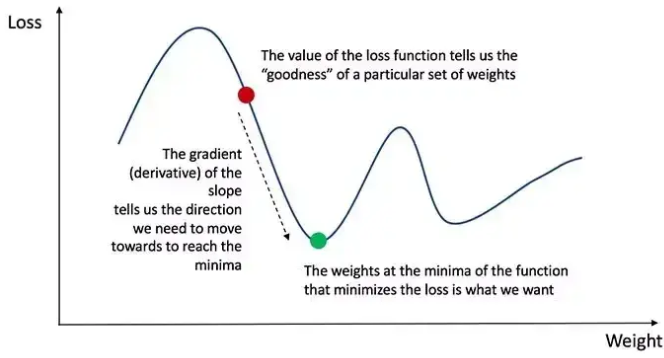 Loss
The value of the loss function tells us the
“goodness” of a particular set of weights
The gradient
(derivative) of the
slope
tells us the direction
we need to move
towards to reach the
minima
The weights at the minima of the function
that minimizes the loss is what we want
Weight